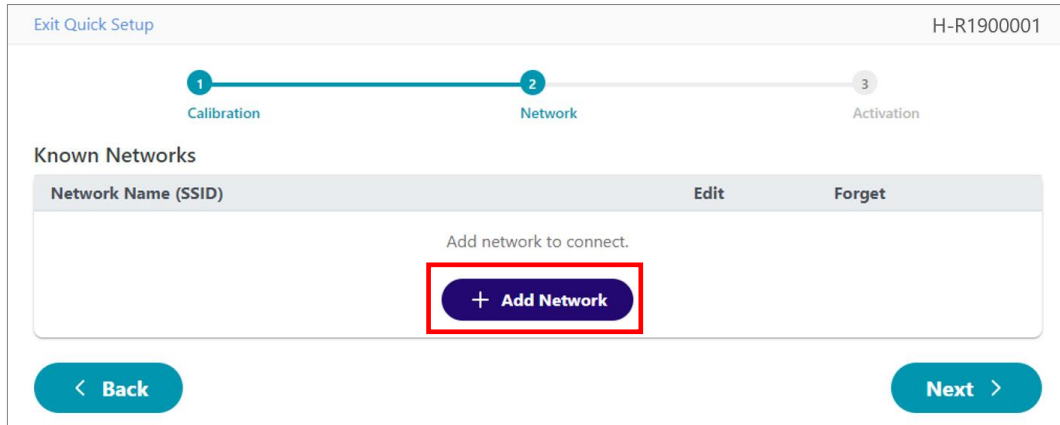 Exit Quick Setup H-R1900001
1 2 3
Calibration Network Activation
Known Networks
Network Name (SSID) Edit Forget
Add network to connect.
+ Add Network
< Back Next >